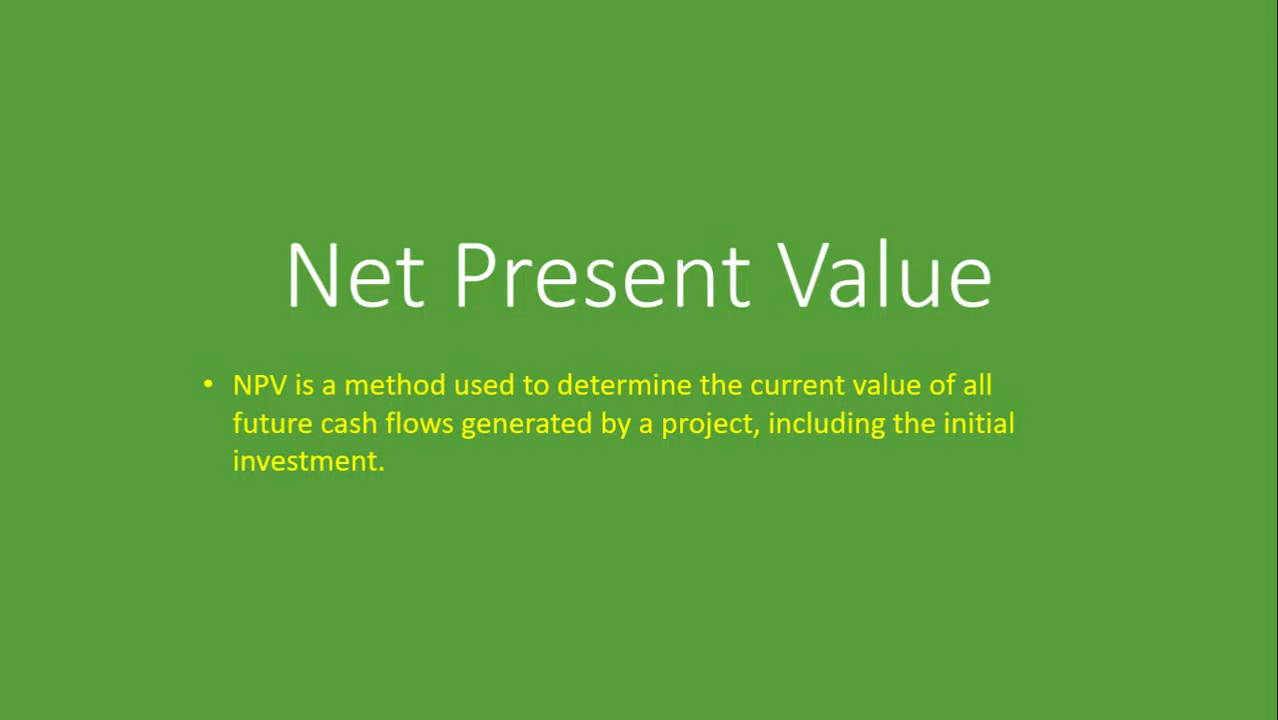 Net Present Value
• NPV is a method used to determine the current value of all
future cash flows generated by a project, including the initial
investment.